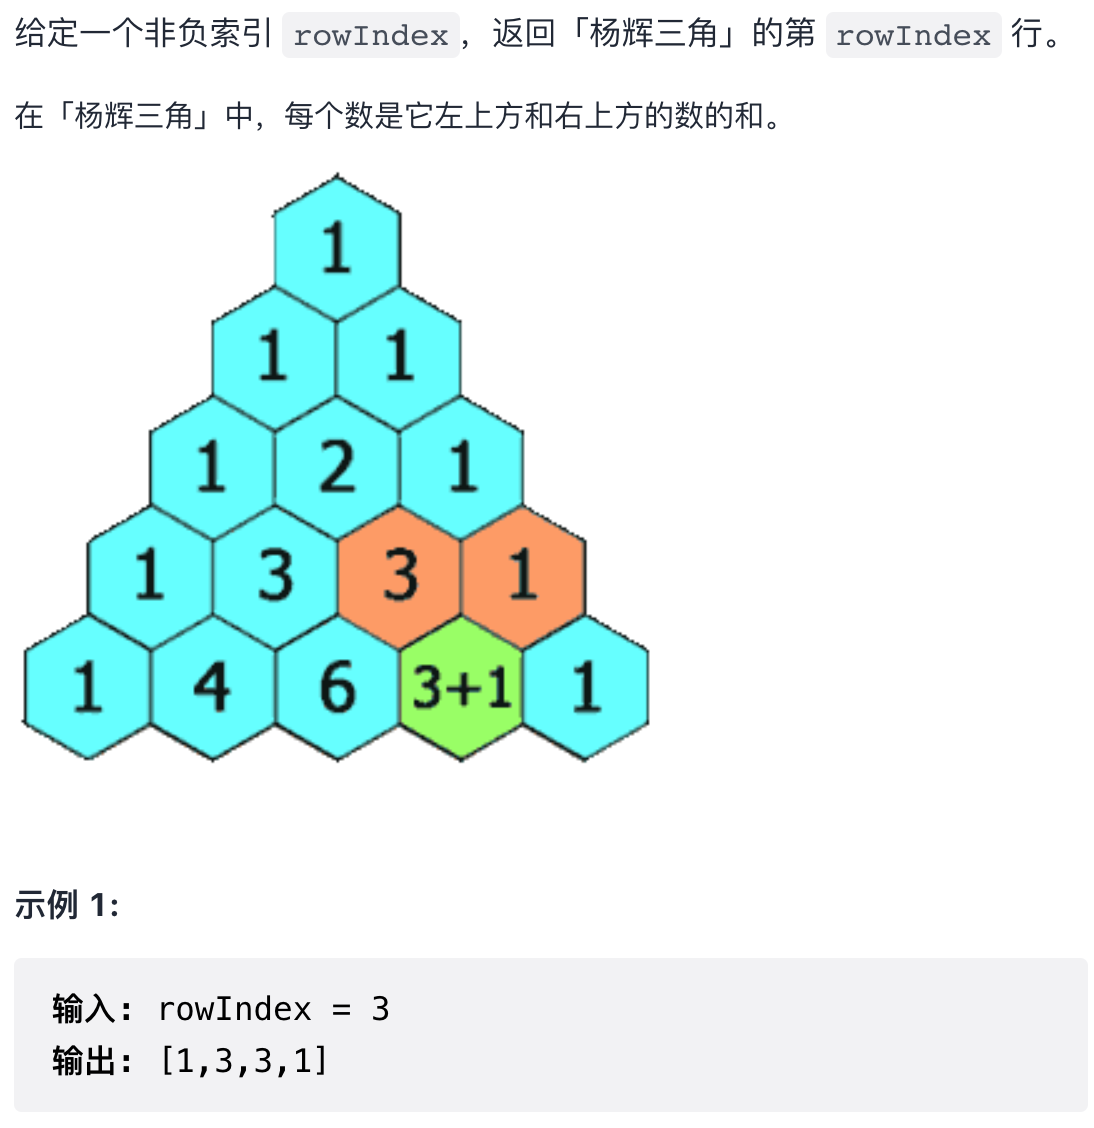 给定一个非负索引 rowIndex，返回「杨辉三角」的第 rowIndex 行。
在「杨辉三角」中，每个数是它左上方和右上方的数的和。
1
1 1
1 2 1
1 3 3 1
1 4 6 3+1 1
示例 1:
输入: rowIndex = 3
输出: [1,3,3,1]